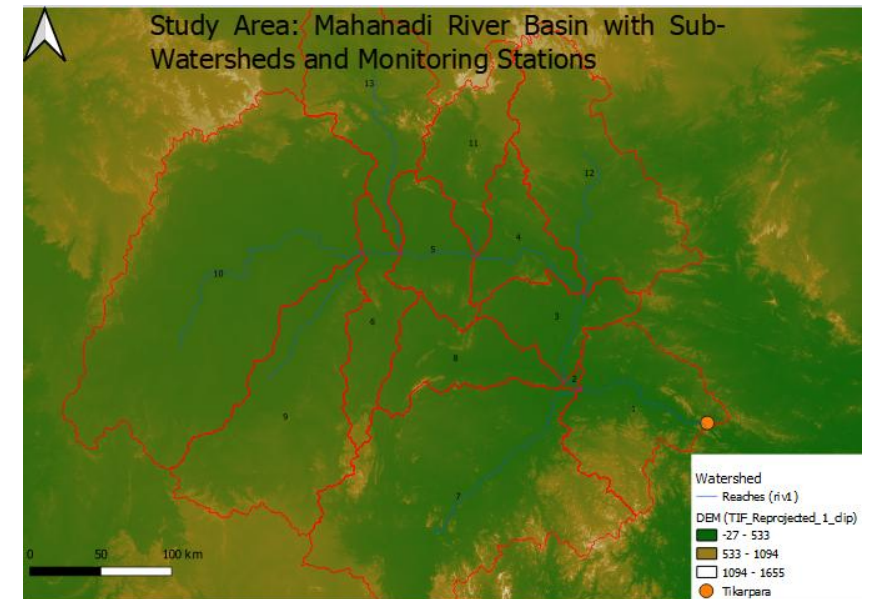 Study Area: Mahanadi River Basin with Sub-
Watersheds and Monitoring Stations
13
11
12
4
5
10
3
6
8
2
1
9
7
0 50 100 km
Watershed
Reaches (riv1)
DEM (TIF_Reprojected_1_clip)
-27 - 533
533 - 1094
1094 - 1655
Tikarpara